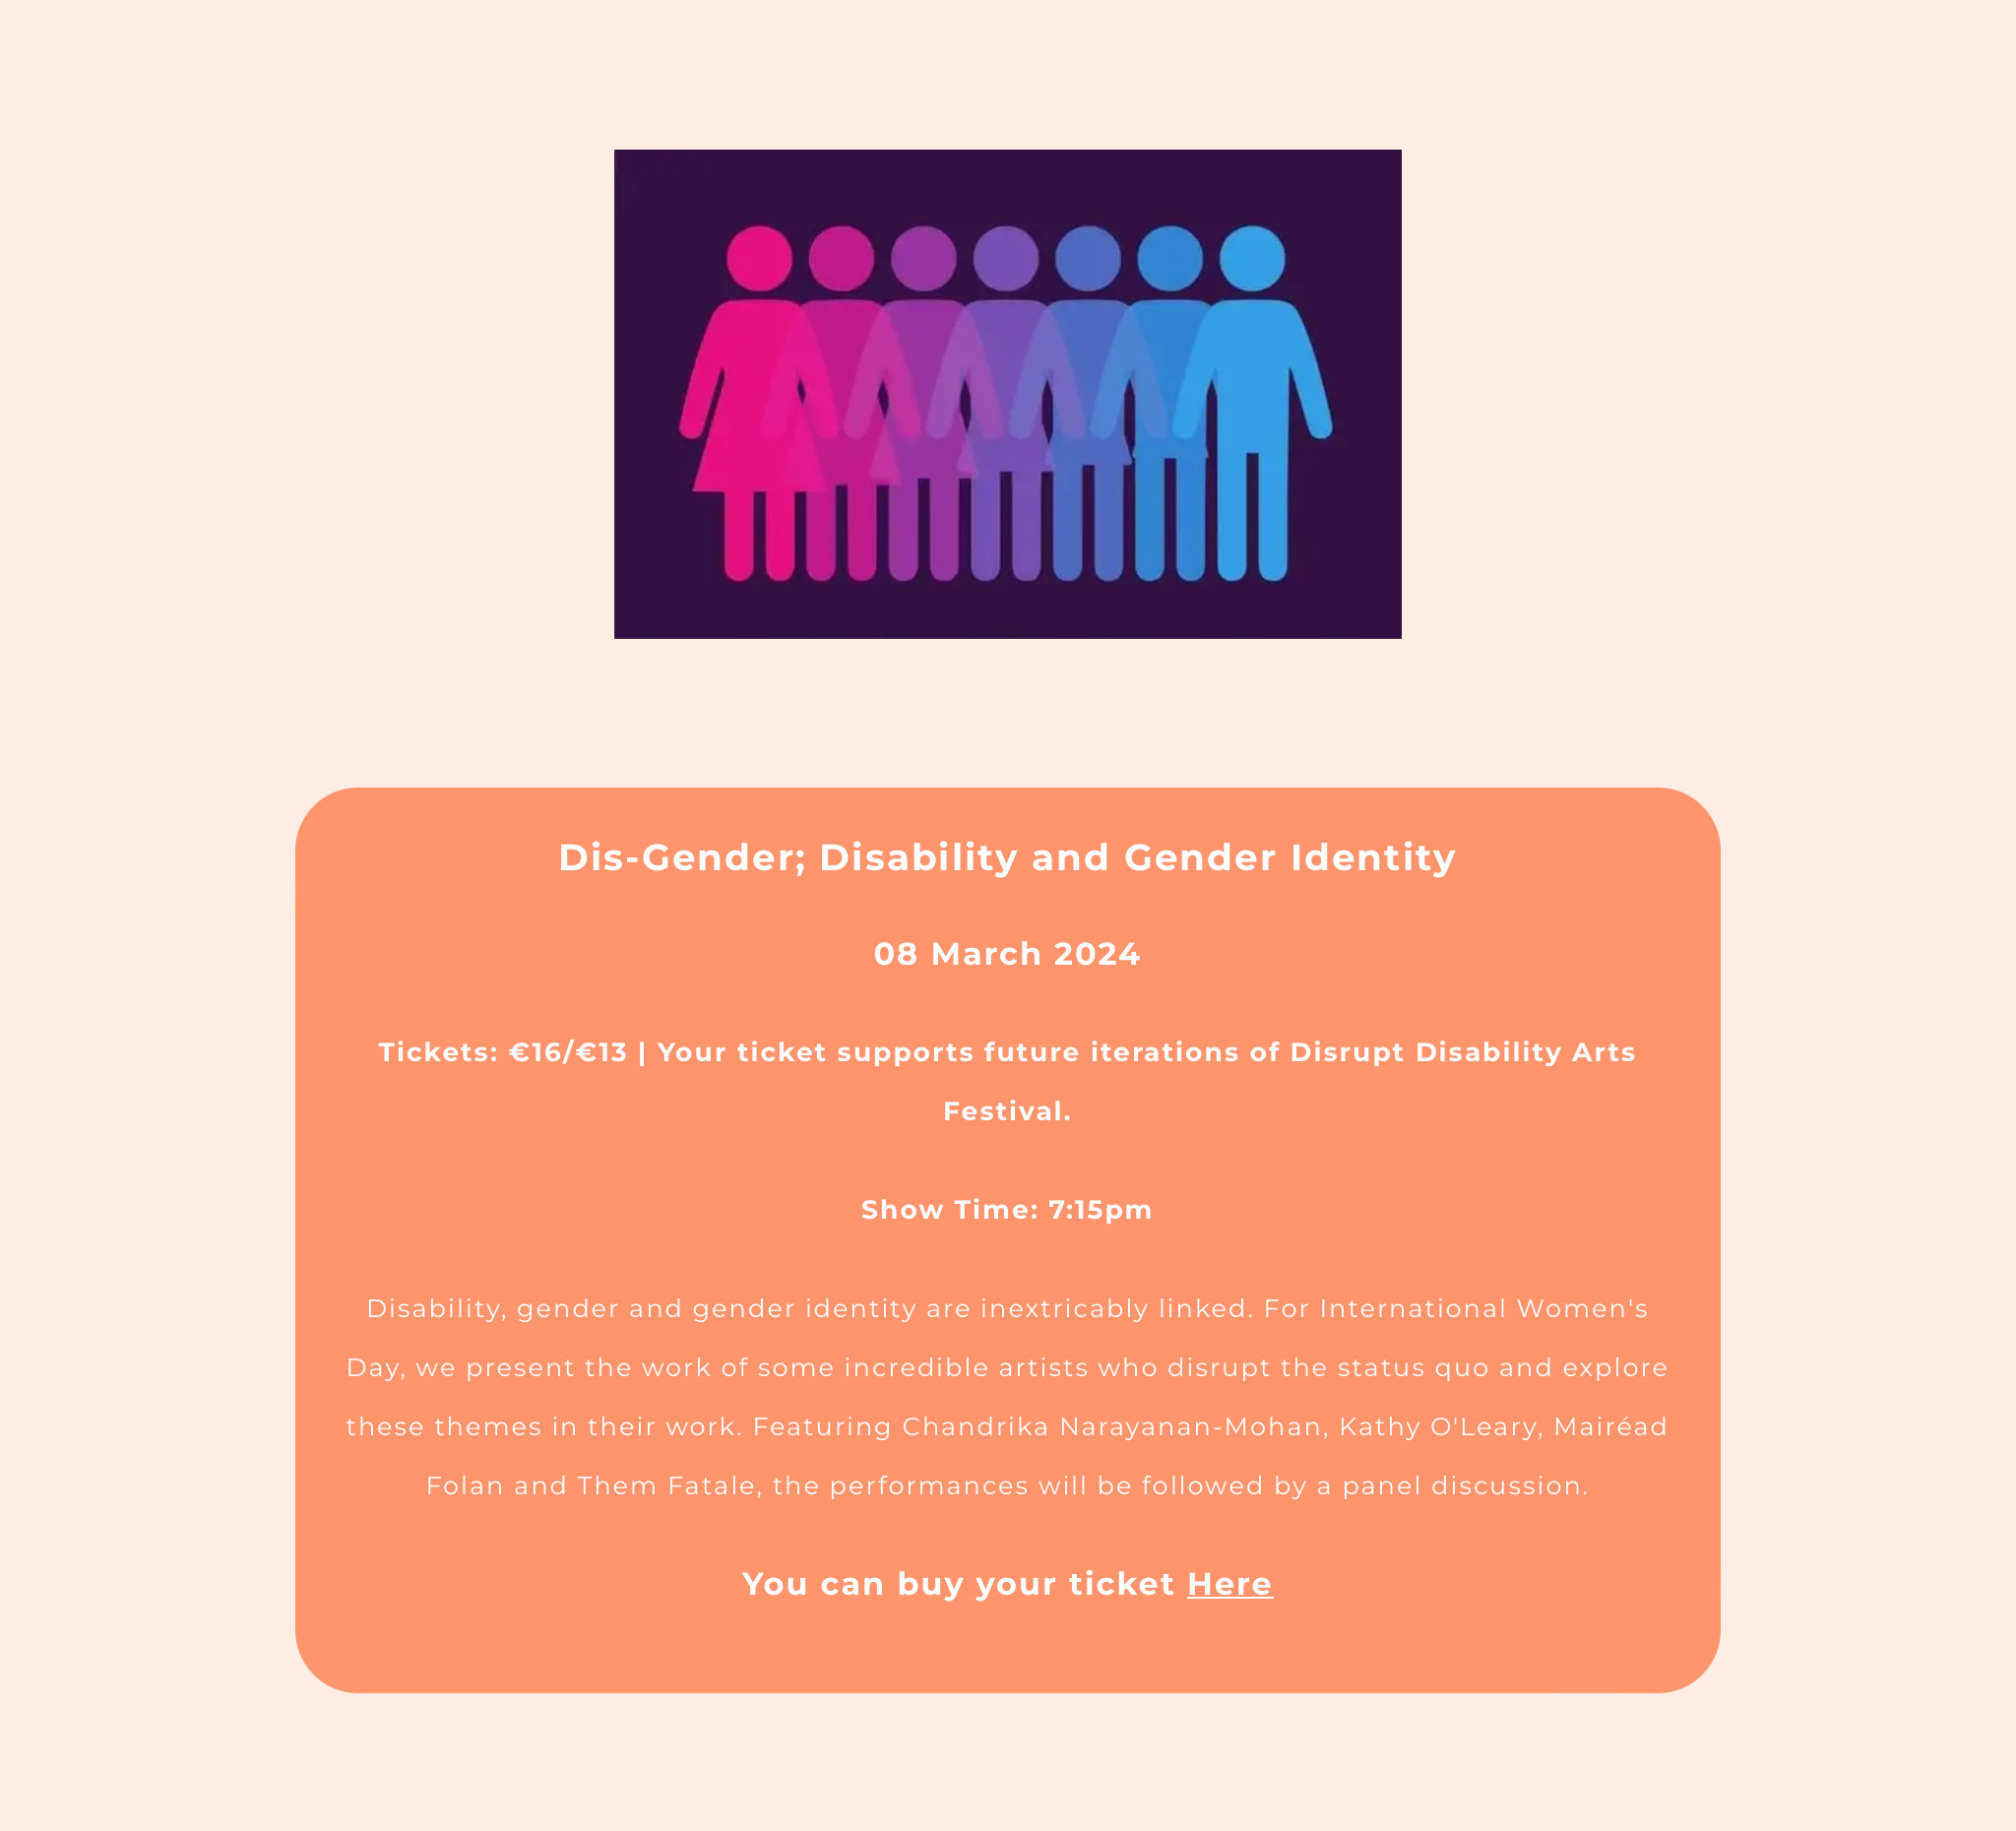 Dis-Gender; Disability and Gender Identity
08 March 2024
Tickets: €16/€13 | Your ticket supports future iterations of Disrupt Disability Arts
Festival.
Show Time: 7:15pm
Disability, gender and gender identity are inextricably linked. For International Women's
Day, we present the work of some incredible artists who disrupt the status quo and explore
these themes in their work. Featuring Chandrika Narayanan-Mohan, Kathy O'Leary, Mairéad
Folan and Them Fatale, the performances will be followed by a panel discussion.
You can buy your ticket Here